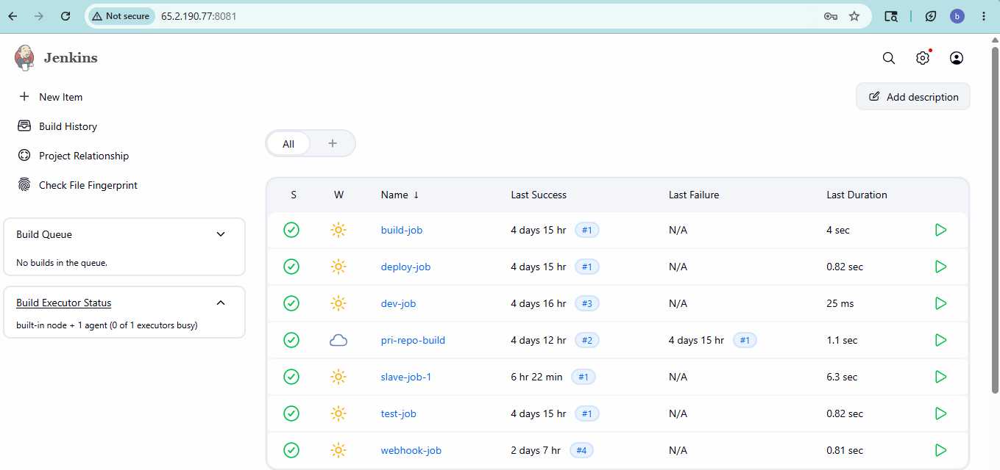 Not secure 65.2.190.77:8081 b
Jenkins
New Item
Build History
Project Relationship
Check File Fingerprint
Build Queue
No builds in the queue.
Build Executor Status
built-in node + 1 agent (0 of 1 executors busy)
Add description
All +
S W Name ↓ Last Success Last Failure Last Duration
build-job 4 days 15 hr #1 N/A 4 sec
deploy-job 4 days 15 hr #1 N/A 0.82 sec
dev-job 4 days 16 hr #3 N/A 25 ms
pri-repo-build 4 days 12 hr #2 4 days 15 hr #1 1.1 sec
slave-job-1 6 hr 22 min #1 N/A 6.3 sec
test-job 4 days 15 hr #1 N/A 0.82 sec
webhook-job 2 days 7 hr #4 N/A 0.81 sec